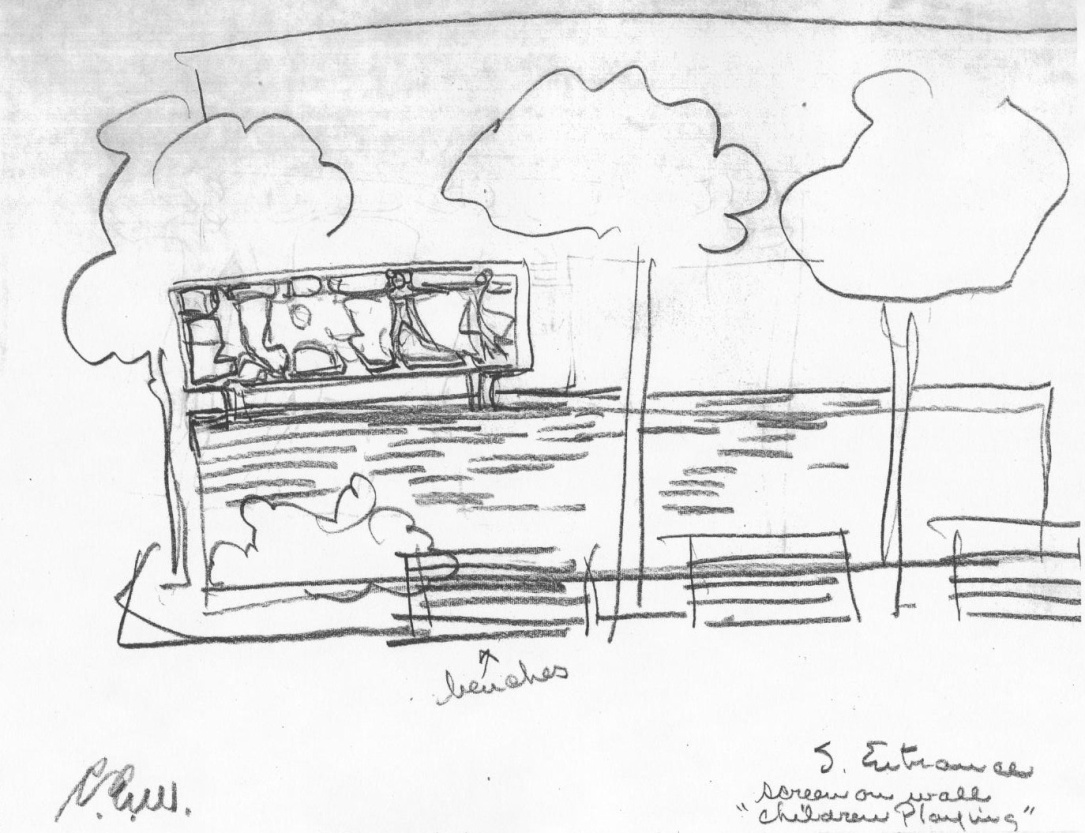 benches
S. Entrance
screen on wall
"Children Playing"